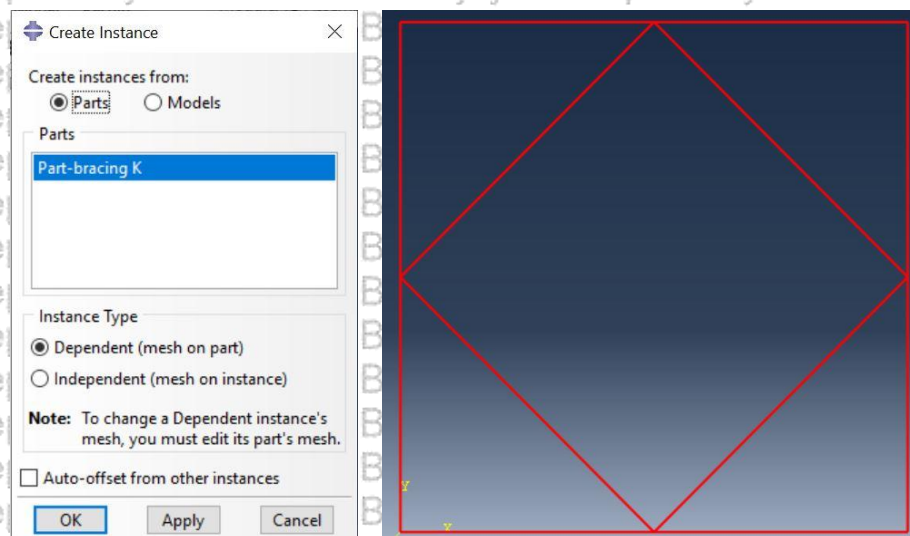 Create Instance
Create instances from:
Parts Models
Parts
Part-bracing K
Instance Type
Dependent (mesh on part)
Independent (mesh on instance)
Note: To change a Dependent instance's
mesh, you must edit its part's mesh.
Auto-offset from other instances
OK Apply Cancel
Y